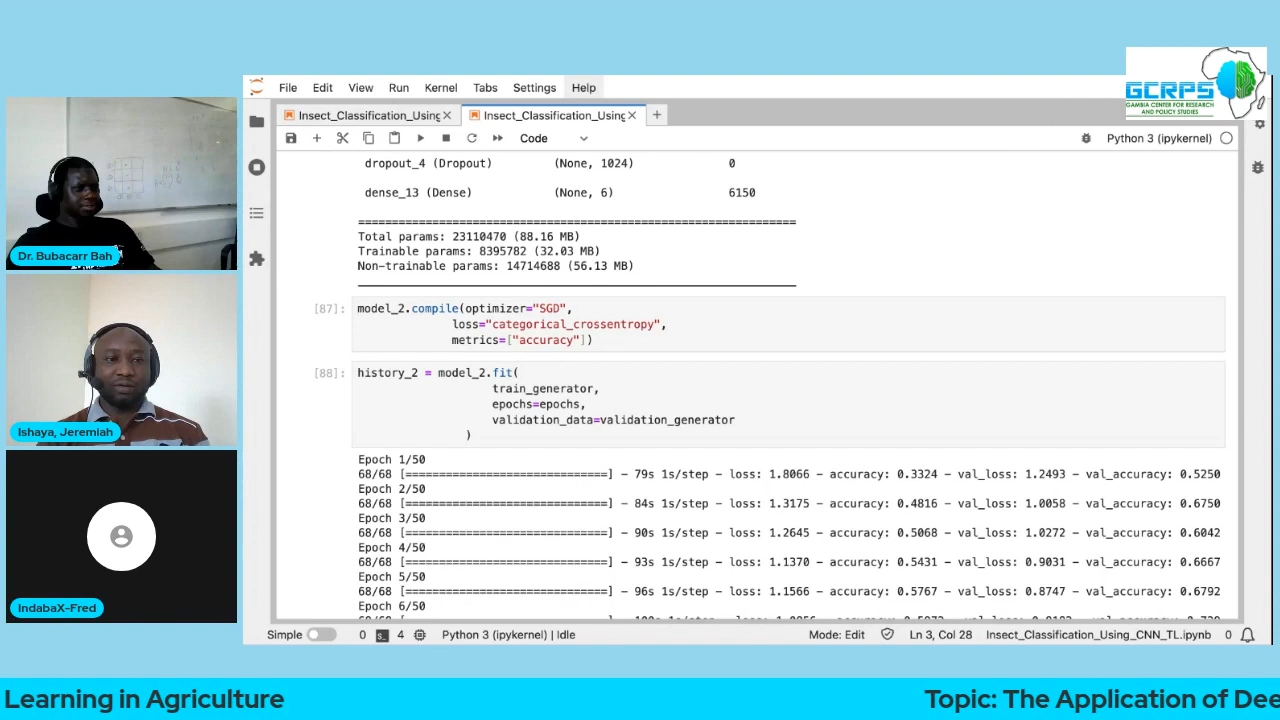 GCRPS
GAMBIA CENTER FOR RESEARCH
AND POLICY STUDIES
File Edit View Run Kernel Tabs Settings Help
Insect_Classification_Using
Insect_Classification_Using
Code
Python 3 (ipykernel)
dropout_4 (Dropout) (None, 1024) 0
dense_13 (Dense) (None, 6) 6150
=================================================================
Total params: 23110470 (88.16 MB)
Trainable params: 8395782 (32.03 MB)
Non-trainable params: 14714688 (56.13 MB)
[87]: model_2.compile(optimizer="SGD",
loss="categorical_crossentropy",
metrics=["accuracy"])
[88]: history_2 = model_2.fit(
train_generator,
epochs=epochs,
validation_data=validation_generator
)
Epoch 1/50
68/68 [==============================] - 79s 1s/step - loss: 1.8066 - accuracy: 0.3324 - val_loss: 1.2493 - val_accuracy: 0.5250
Epoch 2/50
68/68 [==============================] - 84s 1s/step - loss: 1.3175 - accuracy: 0.4816 - val_loss: 1.0058 - val_accuracy: 0.6750
Epoch 3/50
68/68 [==============================] - 90s 1s/step - loss: 1.2645 - accuracy: 0.5068 - val_loss: 1.0272 - val_accuracy: 0.6042
Epoch 4/50
68/68 [==============================] - 93s 1s/step - loss: 1.1370 - accuracy: 0.5431 - val_loss: 0.9031 - val_accuracy: 0.6667
Epoch 5/50
68/68 [==============================] - 96s 1s/step - loss: 1.1566 - accuracy: 0.5767 - val_loss: 0.8747 - val_accuracy: 0.6792
Epoch 6/50
Simple 0 4 Python 3 (ipykernel) | Idle
Mode: Edit Ln 3, Col 28 Insect_Classification_Using_CNN_TL.ipynb 0
Dr. Bubacarr Bah
Ishaya, Jeremiah
IndabaX-Fred
Learning in Agriculture
Topic: The Application of Dee